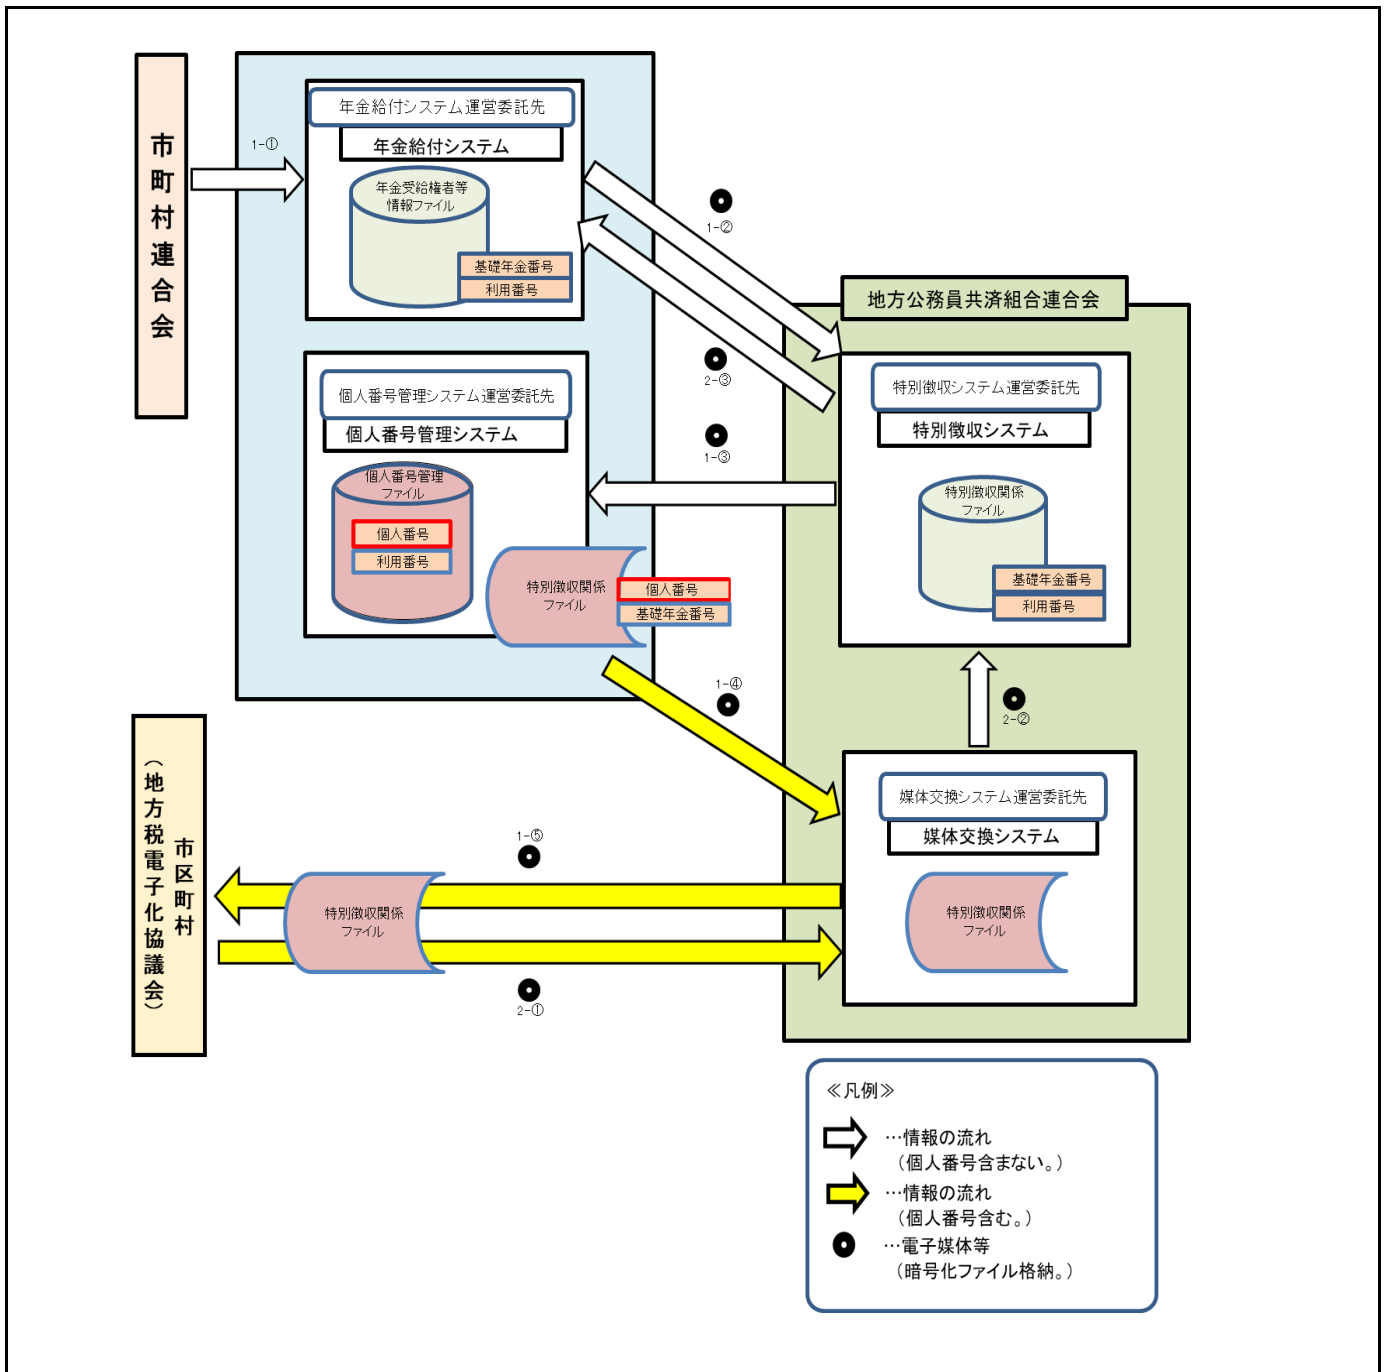 市町村連合会
1-①
年金給付システム運営委託先
年金給付システム
年金受給権者等
情報ファイル
基礎年金番号
利用番号
1-②
2-③
1-③
個人番号管理システム運営委託先
個人番号管理システム
個人番号管理
ファイル
個人番号
利用番号
特別徴収関係
ファイル
個人番号
基礎年金番号
地方公務員共済組合連合会
特別徴収システム運営委託先
特別徴収システム
特別徴収関係
ファイル
基礎年金番号
利用番号
1-④
2-②
媒体交換システム運営委託先
媒体交換システム
特別徴収関係
ファイル
市区町村
（地方税電子化協議会）
1-⑤
特別徴収関係
ファイル
2-①
≪凡例≫
…情報の流れ
（個人番号含まない。）
…情報の流れ
（個人番号含む。）
…電子媒体等
（暗号化ファイル格納。）